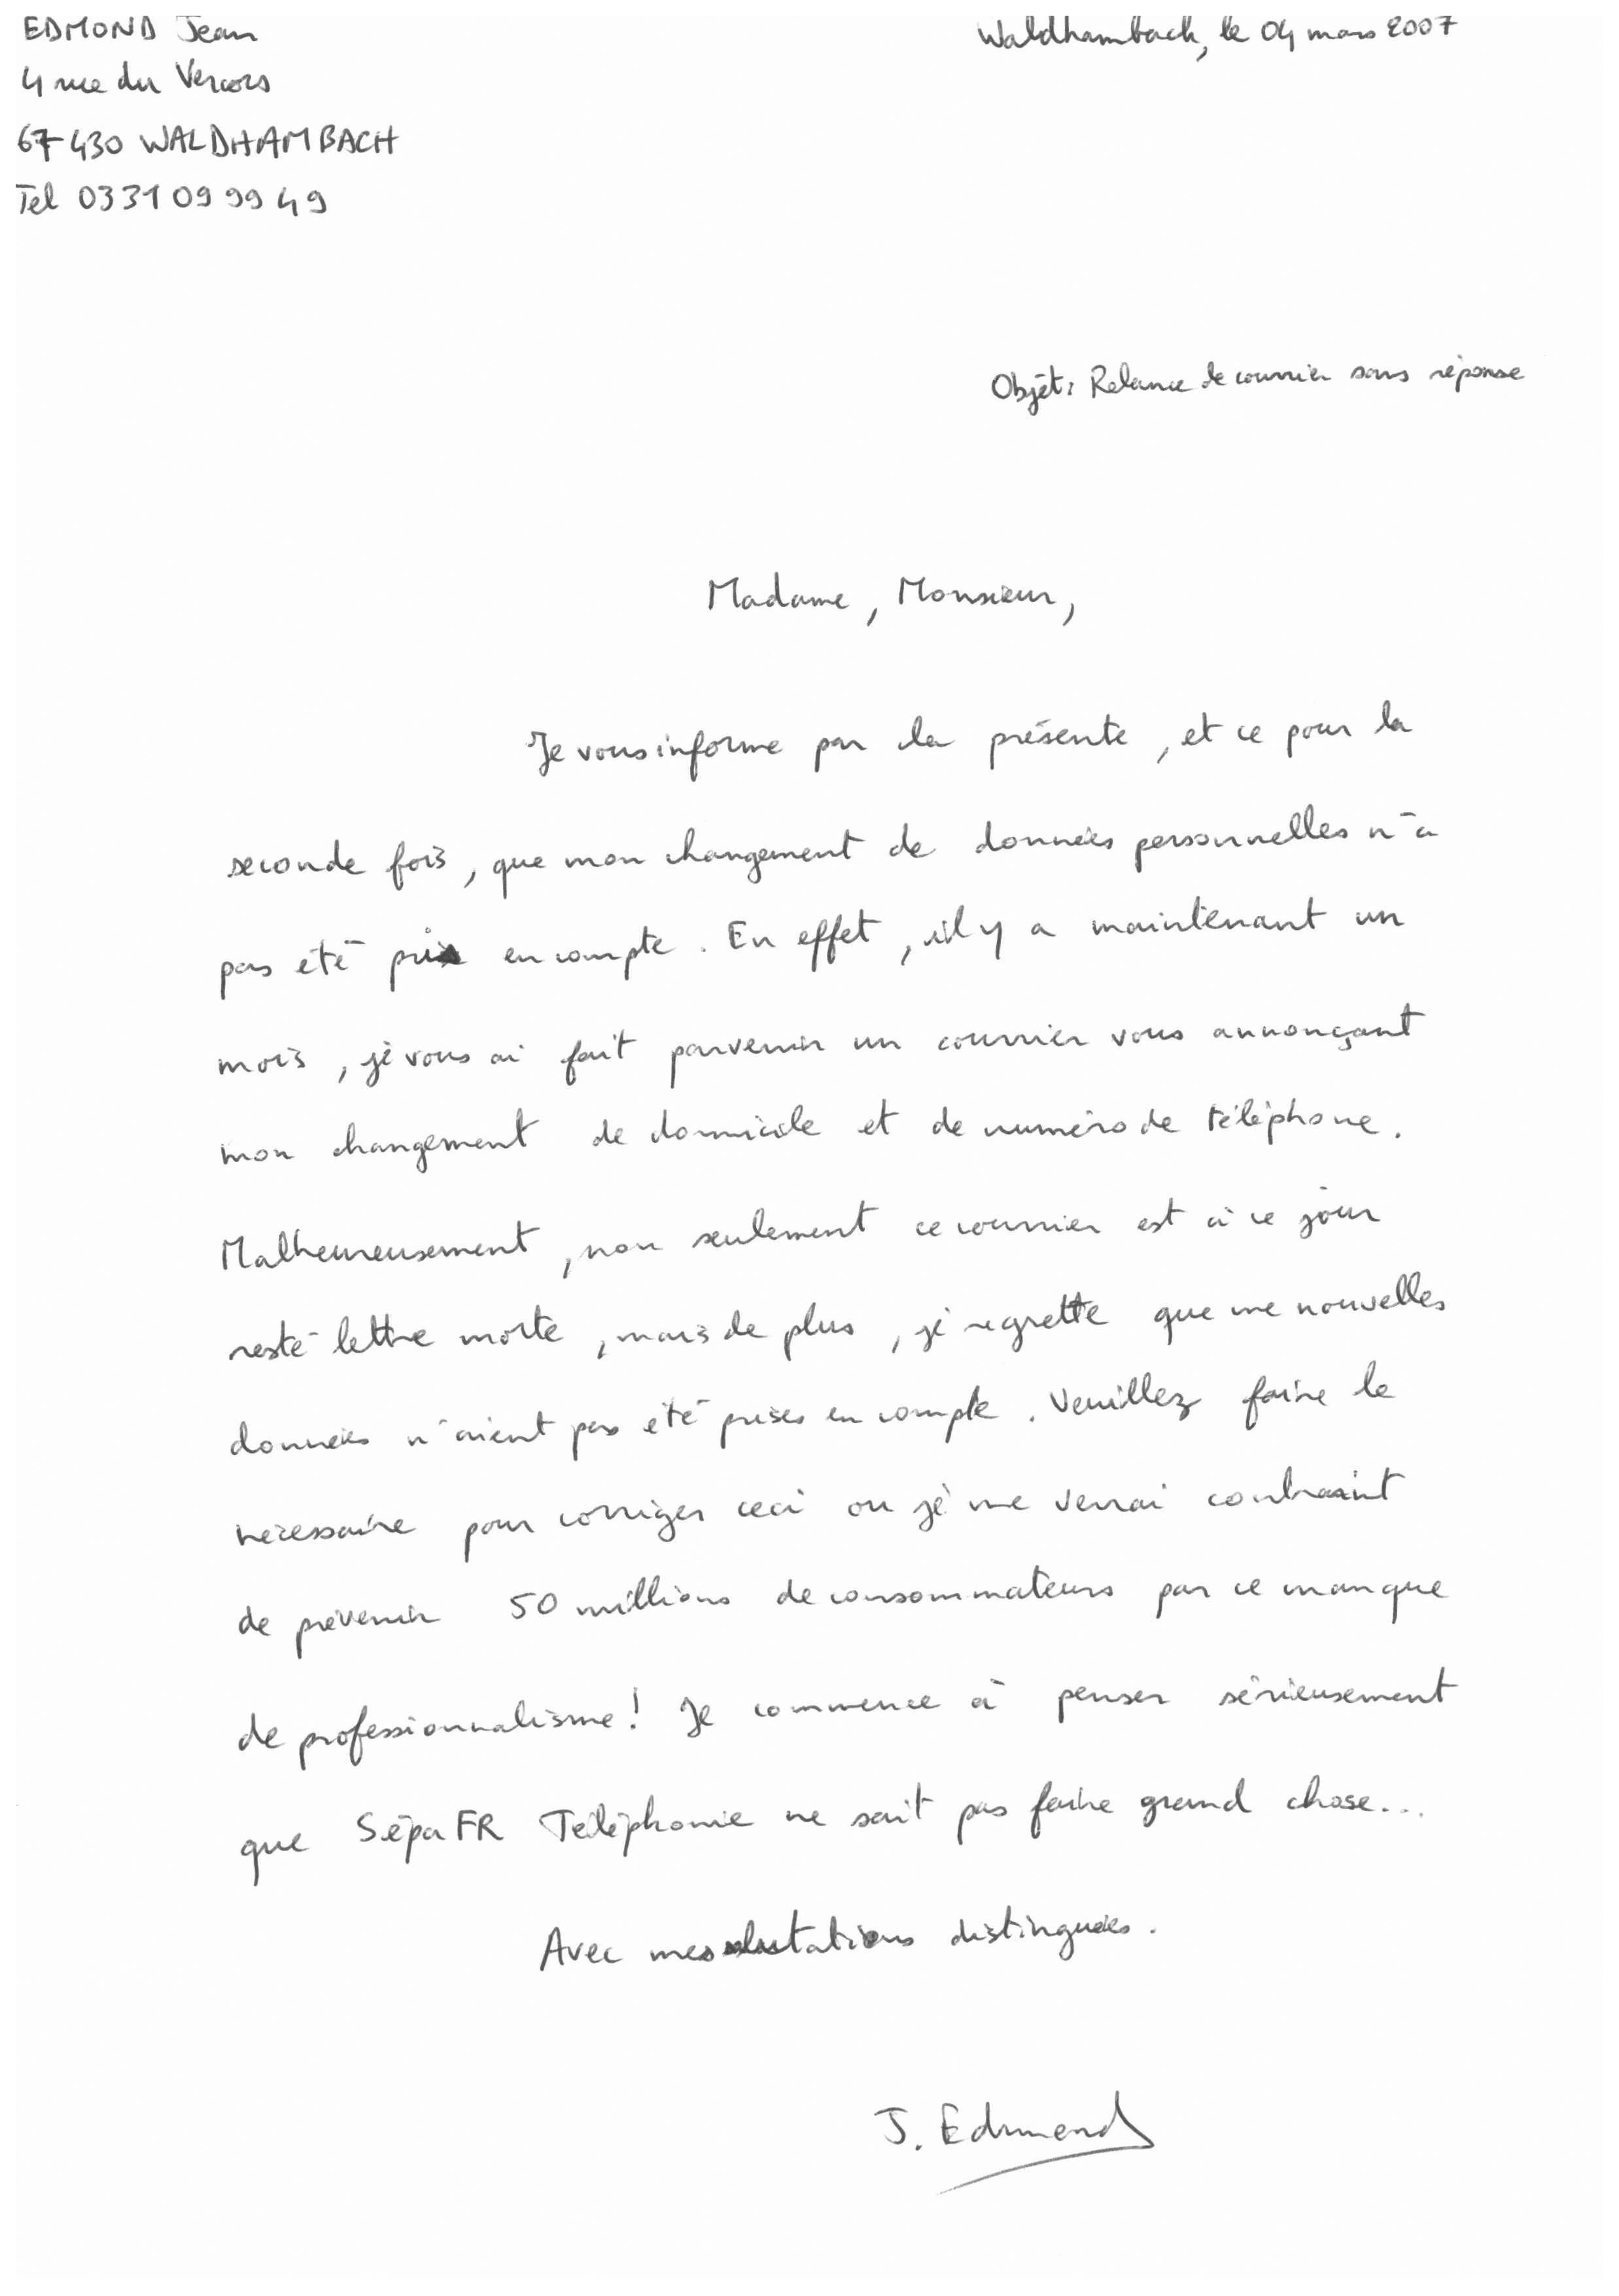 EDMOND Jean
4 rue du Vercors
67430 WALDHAMBACH
Tel 03 31 09 99 49
Waldhambach, le 04 mars 2007
Objet : Relance de courrier sans réponse
Madame, Monsieur,
Je vous informe par la présente, et ce pour la
seconde fois, que mon changement de données personnelles n'a
pas été pris en compte. En effet, il y a maintenant un
mois, je vous ai fait parvenir un courrier vous annonçant
mon changement de domicile et de numéro de téléphone.
Malheureusement, non seulement ce courrier est à ce jour
resté lettre morte, mais de plus, je regrette que me nouvelles
données n'aient pas été prises en compte. Veuillez faire le
nécessaire pour corriger ceci ou je me verrai contraint
de prévenir 50 millions de consommateurs par ce manque
de professionnalisme ! Je commence à penser sérieusement
que SépaFR Téléphonie ne sait pas faire grand chose...
Avec mes salutations distinguées.
J. Edmond